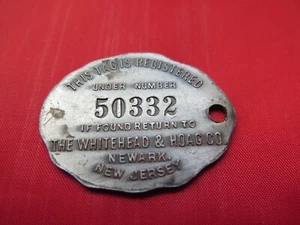 THIS TAG IS REGISTERED
UNDER NUMBER
50332
IF FOUND RETURN TO
THE WHITEHEAD & HOAG CO.
NEWARK,
NEW JERSEY